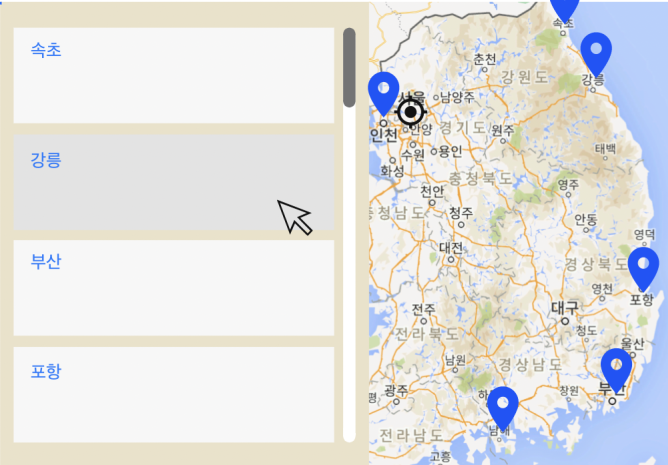 속초
강릉
부산
포항
속초
춘천
강원도
강릉
서울
남양주
인천
안양
경기도
원주
수원
용인
태백
화성
충청북도
천안
영주
충청남도
청주
안동
영덕
대전
경상북도
영천
포항
전주
대구
청도
전라북도
울산
남원
경상남도
광주
창원
부산
남해
전라남도
고흥